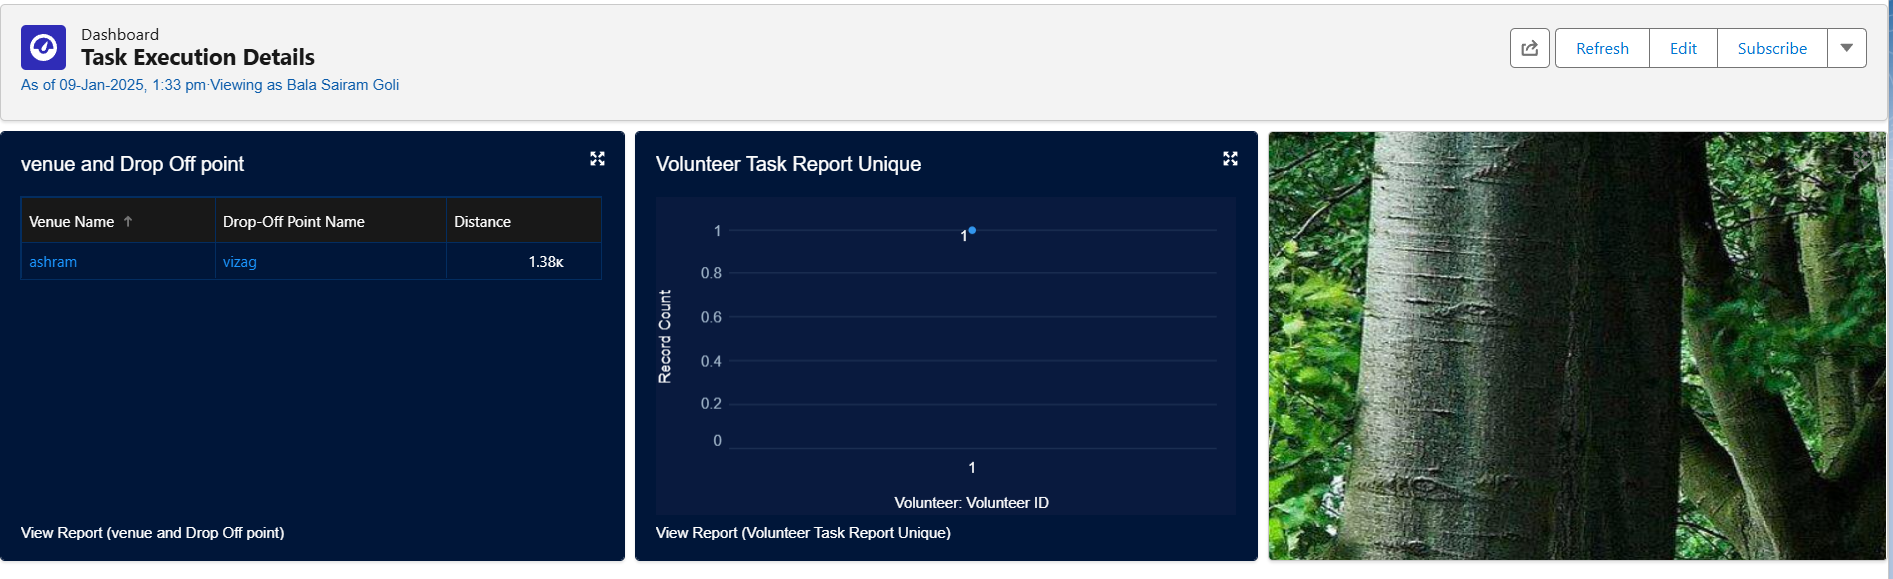 Dashboard
Task Execution Details
As of 09-Jan-2025, 1:33 pm·Viewing as Bala Sairam Goli
Refresh
Edit
Subscribe
venue and Drop Off point
Venue Name ↑ Drop-Off Point Name Distance
ashram vizag 1.38K
View Report (venue and Drop Off point)
Volunteer Task Report Unique
Record Count
1
0.8
0.6
0.4
0.2
0
1
1
Volunteer: Volunteer ID
View Report (Volunteer Task Report Unique)